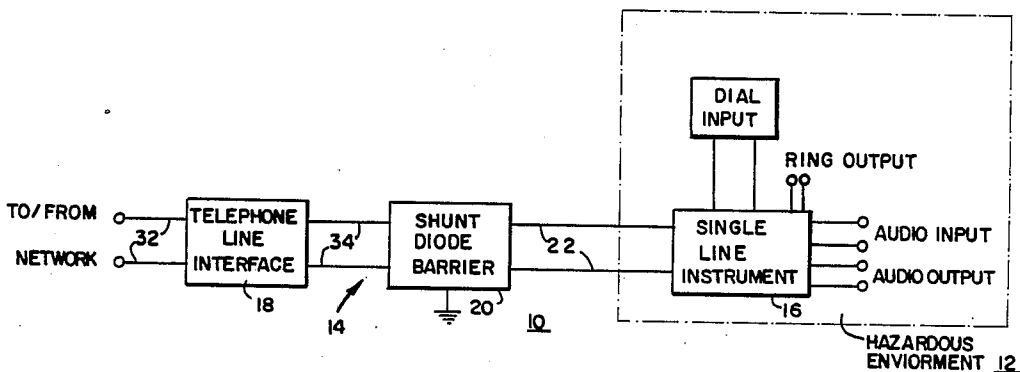 DIAL
INPUT
RING OUTPUT
TO/FROM
NETWORK
32
TELEPHONE
LINE
INTERFACE
18
34
14
SHUNT
DIODE
BARRIER
20
22
10
SINGLE
LINE
INSTRUMENT
16
AUDIO INPUT
AUDIO OUTPUT
HAZARDOUS
ENVIORMENT 12